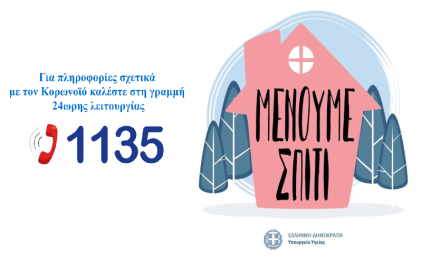 Για πληροφορίες σχετικά
με τον Κορωνοϊό καλέστε στη γραμμή
24ωρης λειτουργίας
1135
ΜΕΝΟΥΜΕ
ΣΠΙΤΙ
ΕΛΛΗΝΙΚΗ ΔΗΜΟΚΡΑΤΙΑ
Υπουργείο Υγείας